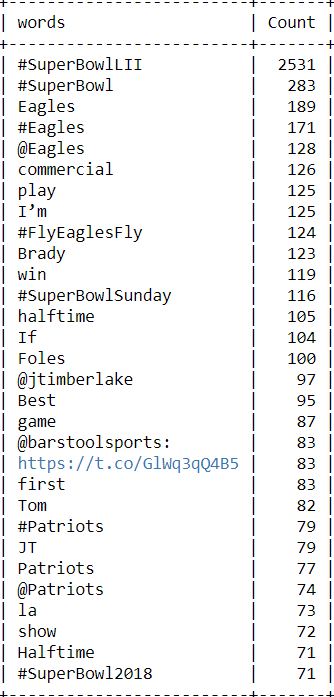 words Count
#SuperBowlLII 2531
#SuperBowl 283
Eagles 189
#Eagles 171
@Eagles 128
commercial 126
play 125
I’m 125
#FlyEaglesFly 124
Brady 123
win 119
#SuperBowlSunday 116
halftime 105
If 104
Foles 100
@jtimberlake 97
Best 95
game 87
@barstoolsports: 83
https://t.co/GlWq3qQ4B5 83
first 83
Tom 82
#Patriots 79
JT 79
Patriots 77
@Patriots 74
la 73
show 72
Halftime 71
#SuperBowl2018 71